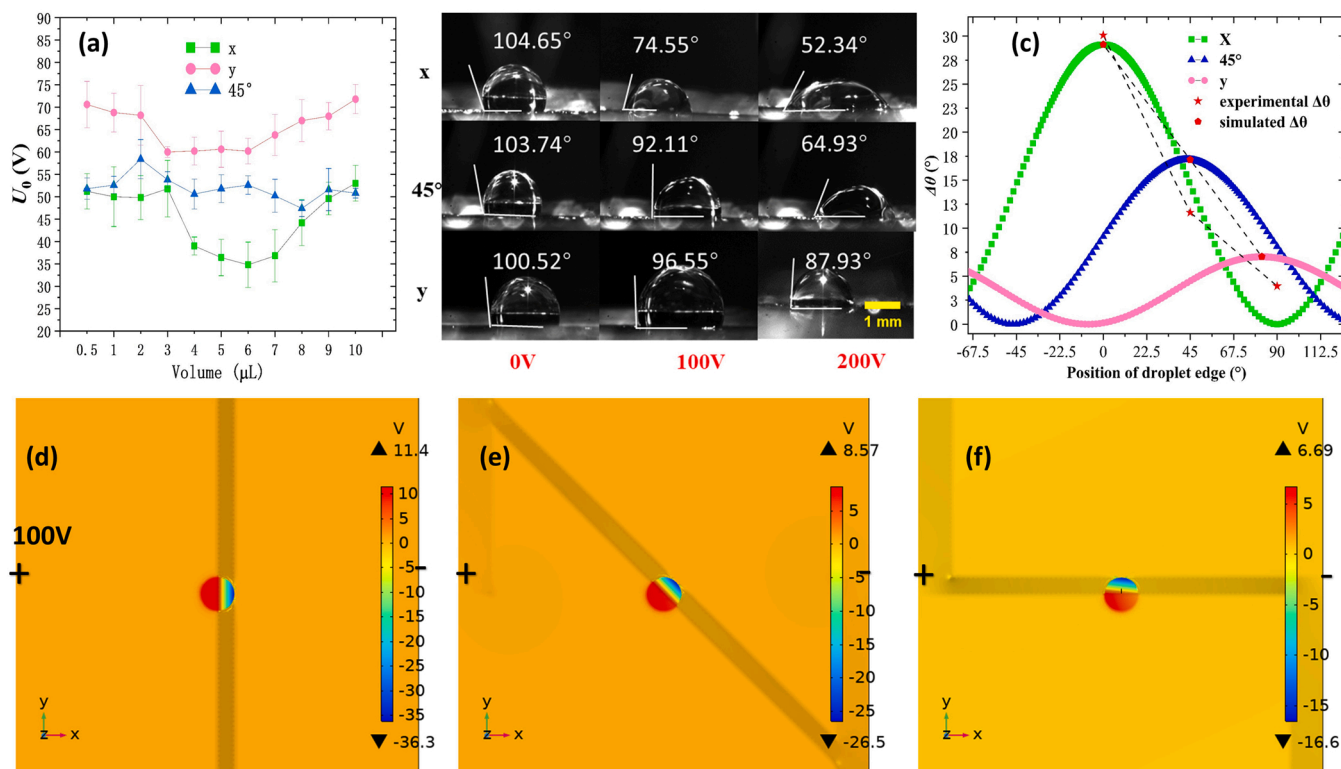 (a)
x
y
45°
U0 (V)
90
85
80
75
70
65
60
55
50
45
40
35
30
25
20
0.5 1 2 3 4 5 6 7 8 9 10
Volume (μL)
x 104.65° 74.55° 52.34°
45° 103.74° 92.11° 64.93°
y 100.52° 96.55° 87.93°
1 mm
0V 100V 200V
(c)
X
45°
y
experimental Δθ
simulated Δθ
Δθ (°)
30
28
25
23
20
18
15
13
10
8
5
3
0
-67.5 -45 -22.5 0 22.5 45 67.5 90 112.5
Position of droplet edge (°)
(d)
100V
+
-
V
▲ 11.4
10
5
0
-5
-10
-15
-20
-25
-30
-35
▼ -36.3
y
z x
(e)
+
-
V
▲ 8.57
5
0
-5
-10
-15
-20
-25
▼ -26.5
y
z x
(f)
+
-
V
▲ 6.69
5
0
-5
-10
-15
▼ -16.6
y
z x